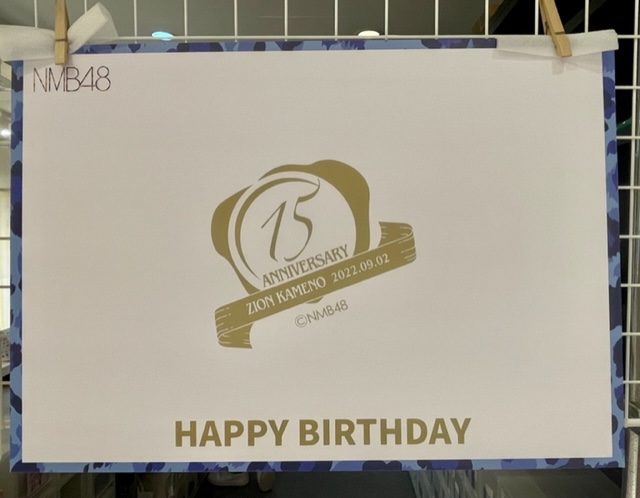 NMB48
15
ANNIVERSARY
ZION KAMENO 2022.09.02
©NMB48
HAPPY BIRTHDAY